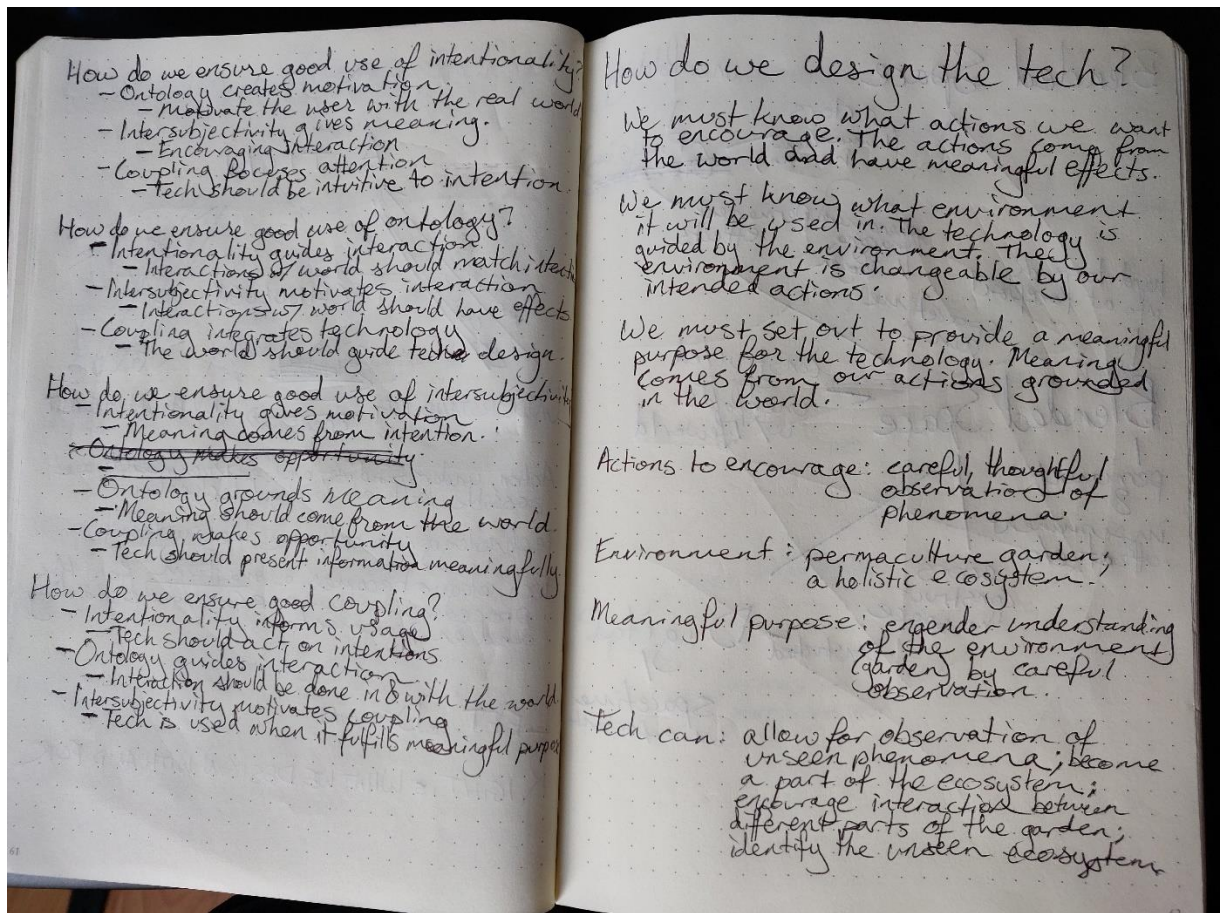 How do we ensure good use of intentionality?
- Ontology creates motivation.
- Motivate the user with the real world
- Intersubjectivity gives meaning.
- Encouraging interaction
- Coupling focuses attention
- Tech should be intuitive to intention.
How do we ensure good use of ontology?
- Intentionality guides interaction.
- Interactions w/ world should match intenti
- Intersubjectivity motivates interaction
- Interactions w/ world should have effects
- Coupling integrates technology
- The world should guide tech design.
How do we ensure good use of intersubjectivit
- Intentionality gives motivation
- Meaning comes from intention.
- Ontology makes opportunity.
- Ontology grounds meaning
- Meaning should come from the world.
- Coupling makes opportunity
- Tech should present information meaningfully.
How do we ensure good coupling?
- Intentionality informs usage
- Tech should act on intentions
- Ontology guides interaction
- Interaction should be done in & with the world.
- Intersubjectivity motivates coupling
- Tech is used when it fulfills meaningful purpose
61
How do we design the tech?
We must know what actions we want
to encourage. The actions come from
the world and have meaningful effects.
We must know what environment
it will be used in. The technology is
guided by the environment. The
environment is changeable by our
intended actions.
We must set out to provide a meaningful
purpose for the technology. Meaning
comes from our actions grounded
in the world.
Actions to encourage: careful, thoughtful
observation of
phenomena.
Environment: permaculture garden;
a holistic ecosystem.
Meaningful purpose: engender understanding
of the environment
(garden) by careful
observation.
Tech can: allow for observation of
unseen phenomena; become
a part of the ecosystem;
encourage interaction between
different parts of the garden;
identify the unseen ecosystem